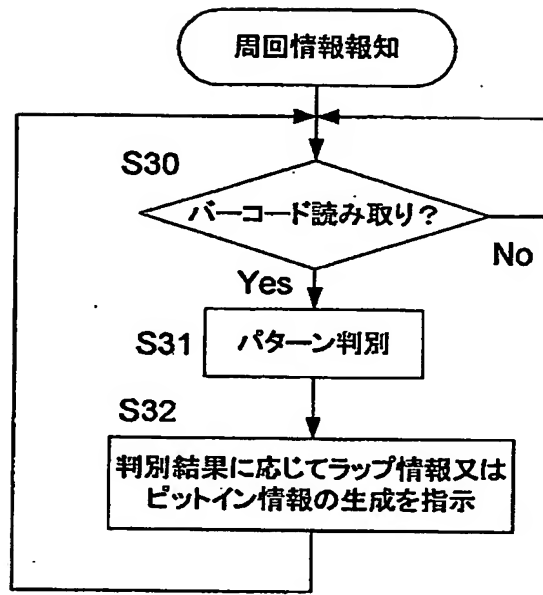 周回情報報知
S30
バーコード読み取り?
No
Yes
S31
パターン判別
S32
判別結果に応じてラップ情報又は
ピットイン情報の生成を指示